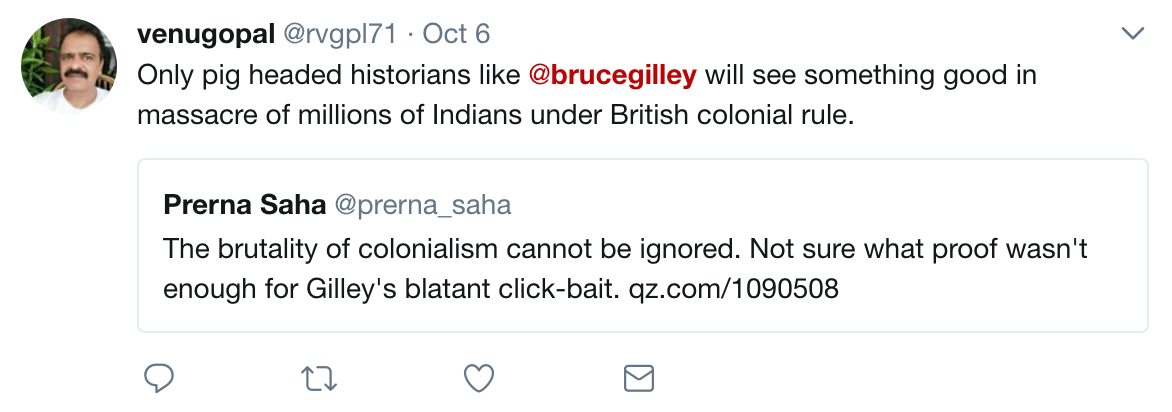 venugopal @rvgpl71 · Oct 6
Only pig headed historians like @brucegilley will see something good in
massacre of millions of Indians under British colonial rule.
Prerna Saha @prerna_saha
The brutality of colonialism cannot be ignored. Not sure what proof wasn't
enough for Gilley's blatant click-bait. qz.com/1090508